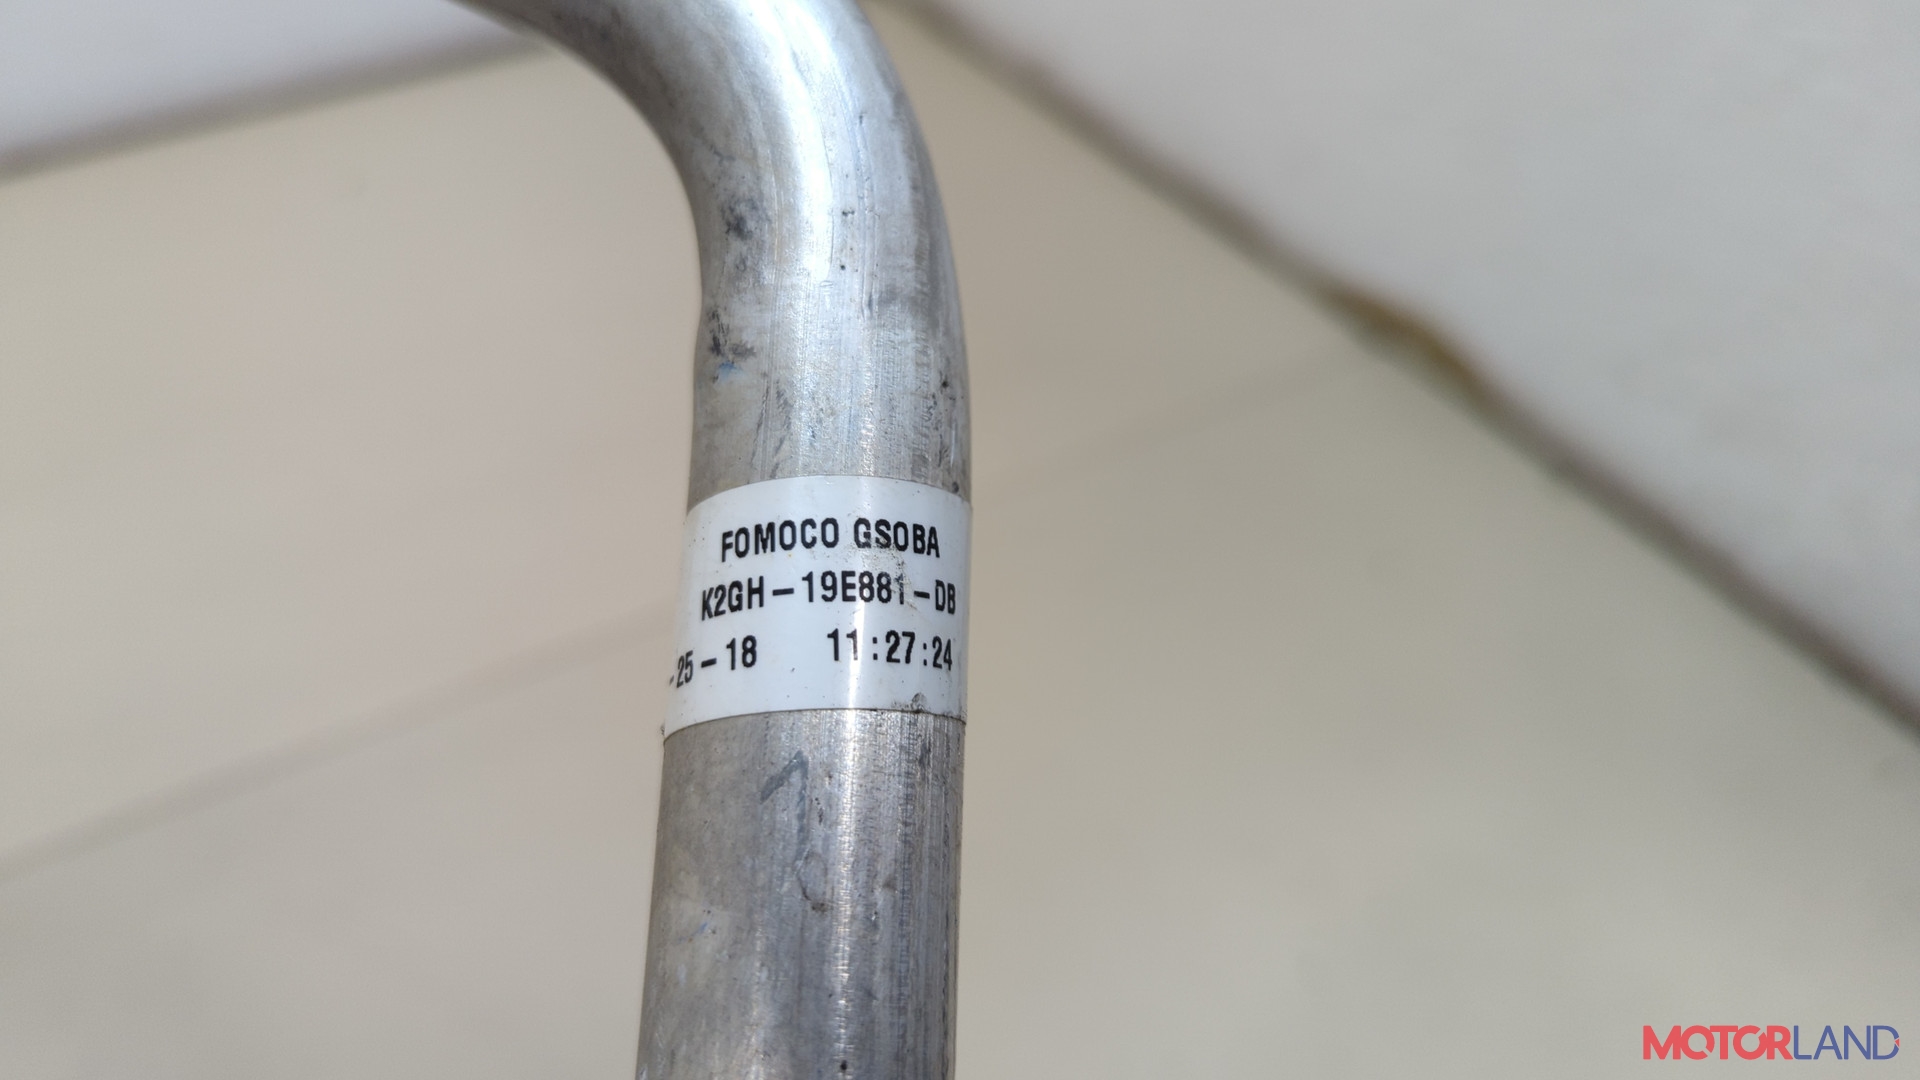 FOMOCO GSOBA
K2GH-19E881-DB
-25-18 11:27:24
MOTORLAND